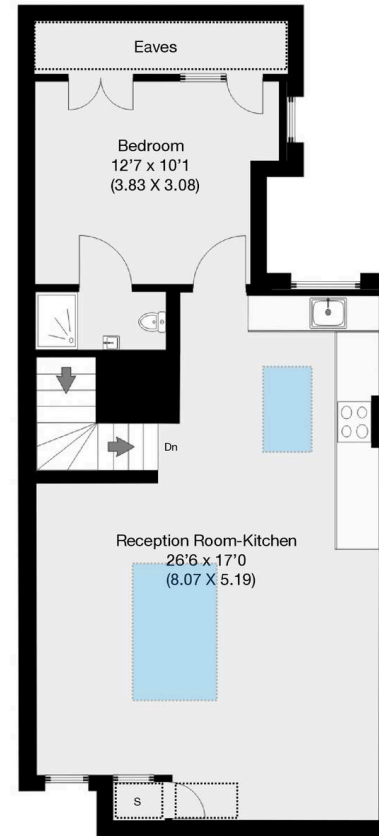 Eaves
Bedroom
12'7 x 10'1
(3.83 X 3.08)
Dn
Reception Room-Kitchen
26'6 x 17'0
(8.07 X 5.19)
S